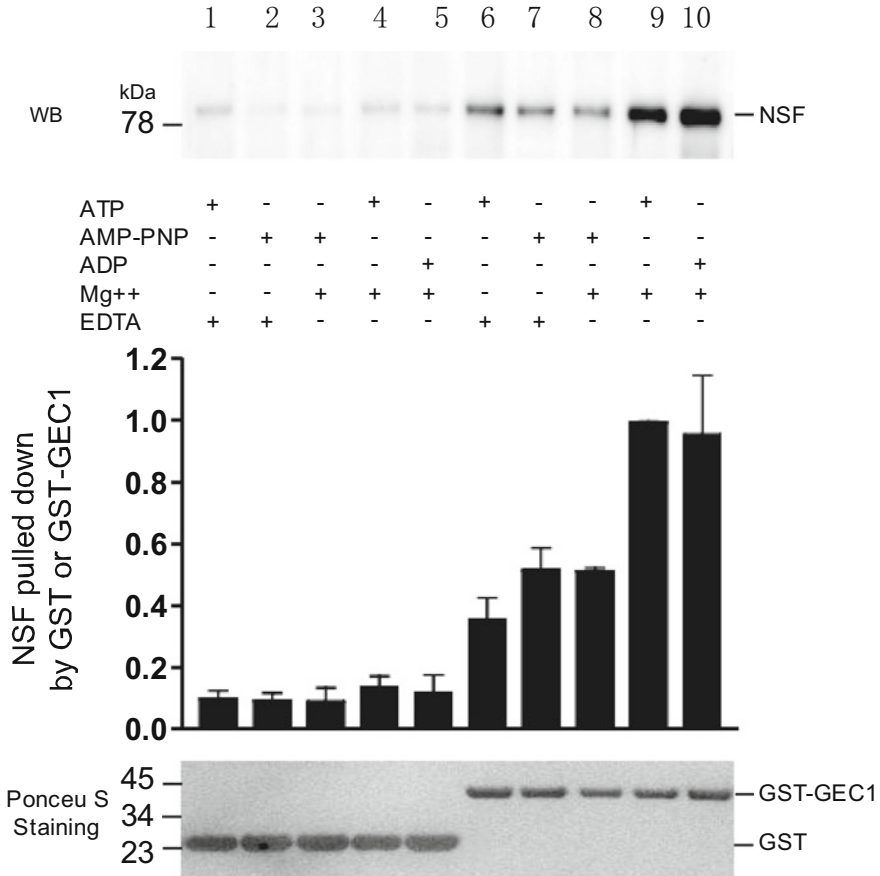 1 2 3 4 5 6 7 8 9 10
kDa
WB 78 NSF
ATP + - - + - + - - + -
AMP-PNP - + + - - - + + - -
ADP - - - - + - - - - +
Mg++ - - + + + - - + + +
EDTA + + - - - + + - - -
NSF pulled down
by GST or GST-GEC1
1.2
1.0
0.8
0.6
0.4
0.2
0.0
Ponceu S
Staining
45
34
23
GST-GEC1
GST